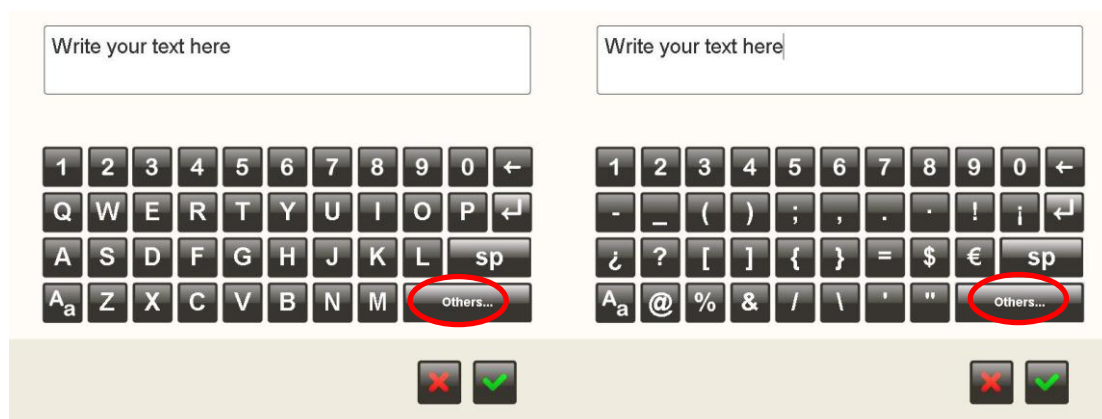 Write your text here
1 2 3 4 5 6 7 8 9 0 ←
Q W E R T Y U I O P ↵
A S D F G H J K L sp
Aa Z X C V B N M Others...
Write your text here
1 2 3 4 5 6 7 8 9 0 ←
- _ ( ) ; , . · ! ¡ ↵
¿ ? [ ] { } = $ € sp
Aa @ % & / \ ' " Others...